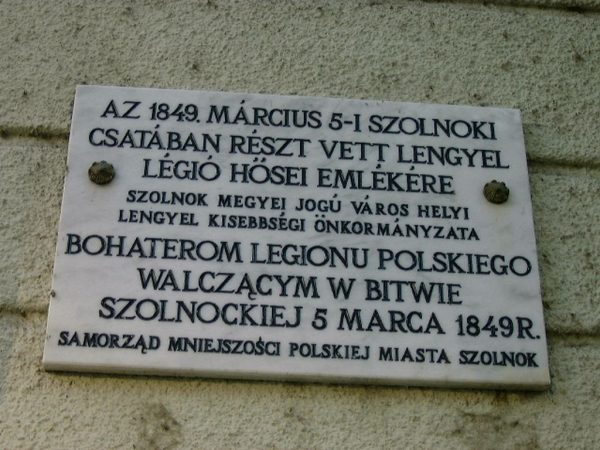 AZ 1849. MÁRCIUS 5-I SZOLNOKI
CSATÁBAN RÉSZT VETT LENGYEL
LÉGIÓ HŐSEI EMLÉKÉRE
SZOLNOK MEGYEI JOGÚ VÁROS HELYI
LENGYEL KISEBBSÉGI ÖNKORMÁNYZATA
BOHATEROM LEGIONU POLSKIEGO
WALCZĄCYM W BITWIE
SZOLNOCKIEJ 5 MARCA 1849 R.
SAMORZĄD MNIEJSZOŚCI POLSKIEJ MIASTA SZOLNOK